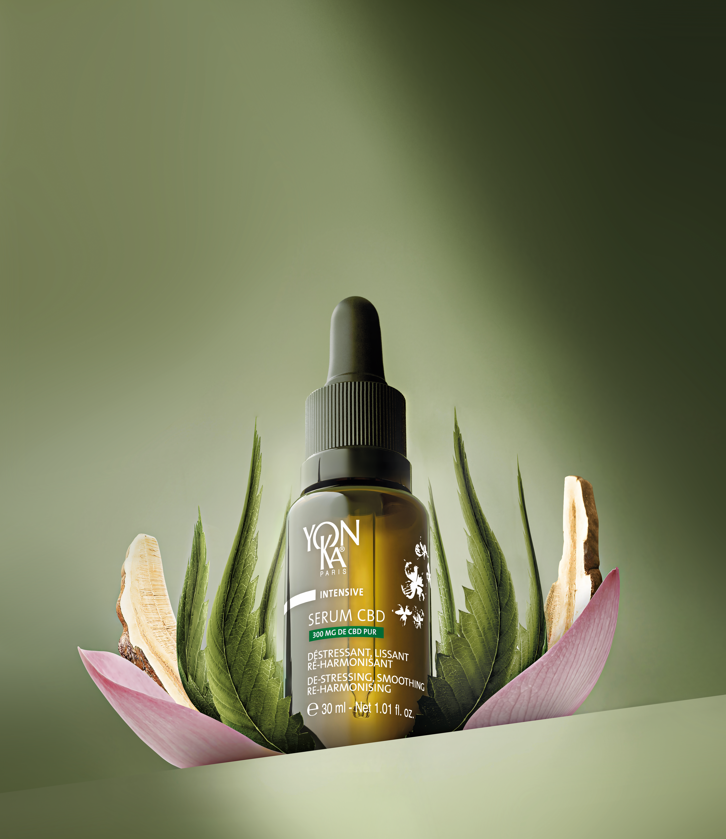 YON
KA®
PARIS
INTENSIVE
SERUM CBD
300 MG DE CBD PUR
DÉSTRESSANT, LISSANT
RÉ-HARMONISANT
DE-STRESSING, SMOOTHING
RE-HARMONISING
℮ 30 ml - Net 1.01 fl. oz.